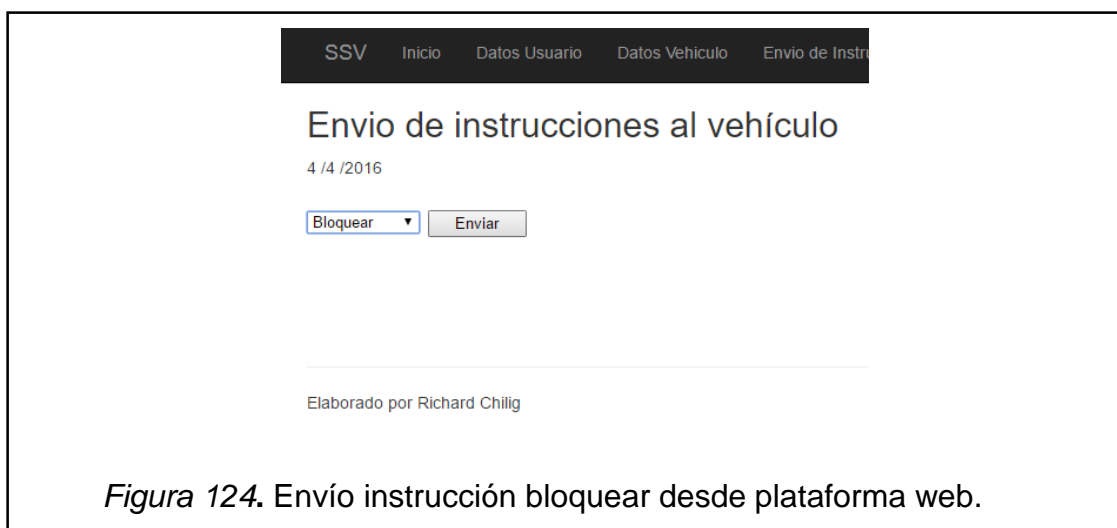 SSV Inicio Datos Usuario Datos Vehiculo Envio de Instru
Envio de instrucciones al vehículo
4 /4 /2016
Bloquear Enviar
Elaborado por Richard Chilig
Figura 124. Envío instrucción bloquear desde plataforma web.